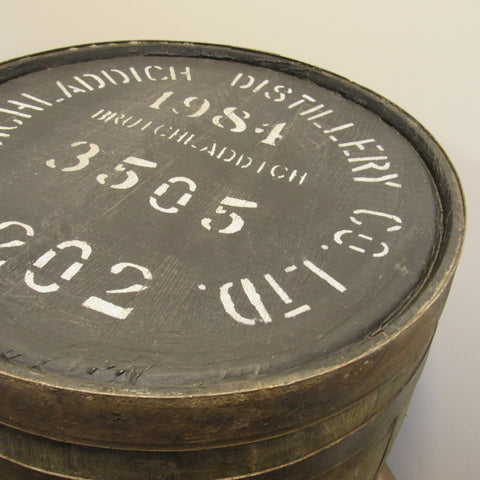 CHLADDICH DISTILLERY CO. LTD.
1984
BRUICHLADDICH
3505
202